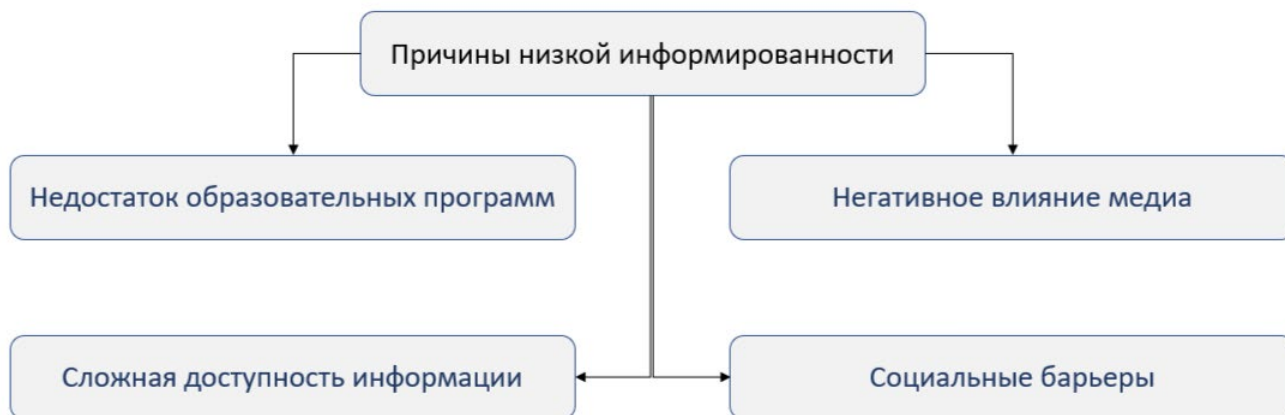 Причины низкой информированности
Недостаток образовательных программ
Негативное влияние медиа
Сложная доступность информации
Социальные барьеры